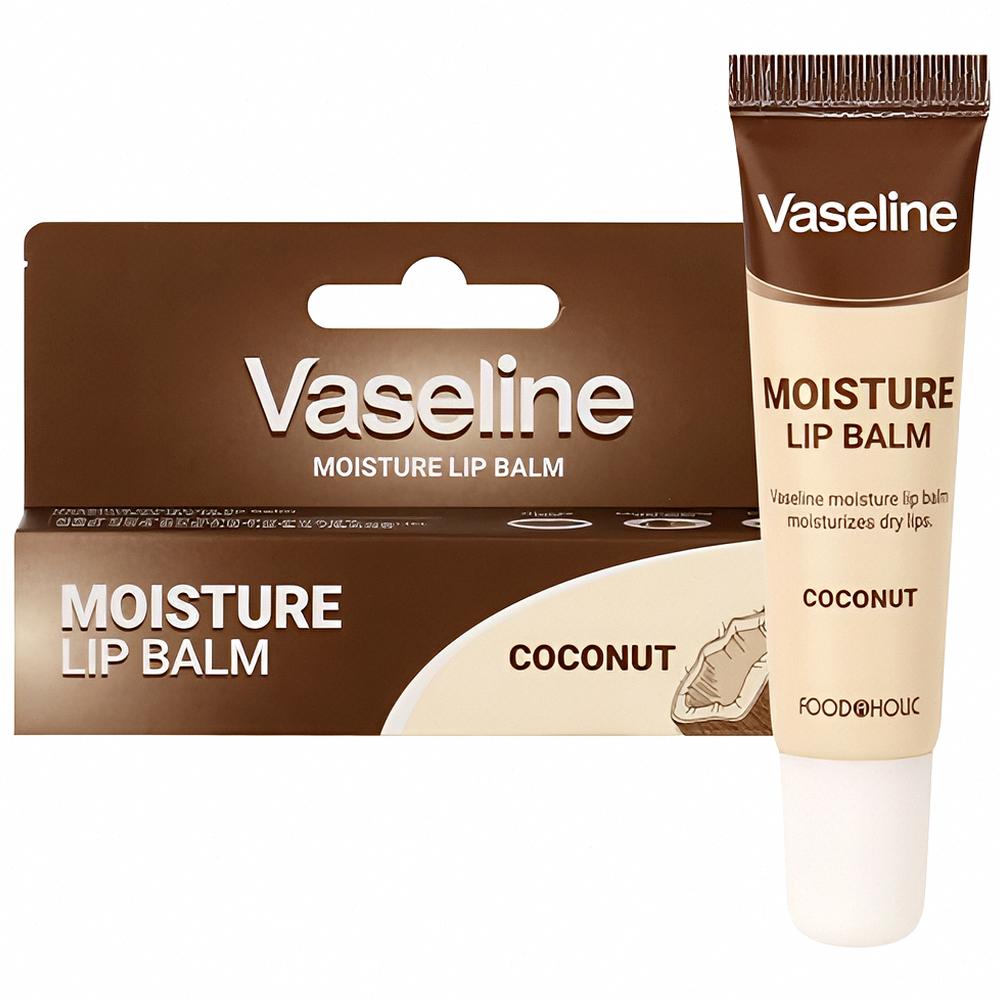 Vaseline
MOISTURE LIP BALM
MOISTURE
LIP BALM
COCONUT
Vaseline
MOISTURE
LIP BALM
Vaseline moisture lip balm
moisturizes dry lips.
COCONUT
FOODAHOLIC